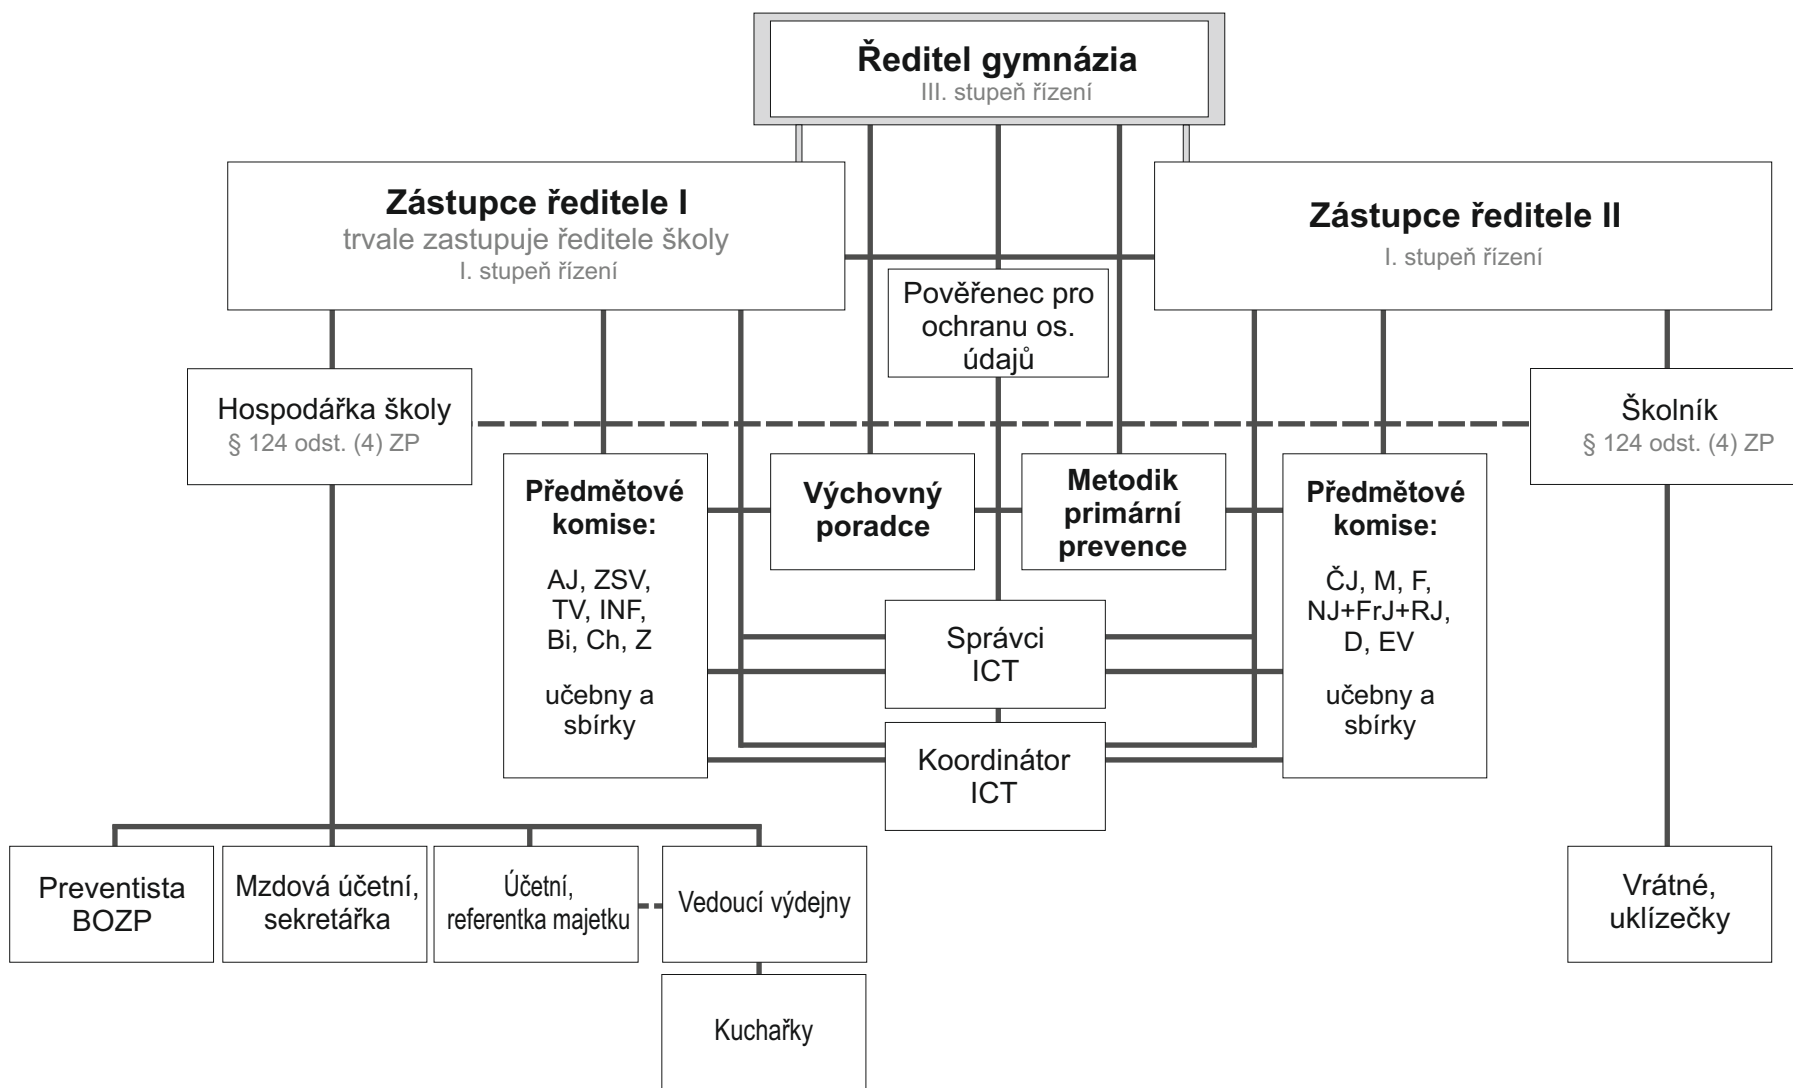 Ředitel gymnázia
III. stupeň řízení
Zástupce ředitele I
trvale zastupuje ředitele školy
I. stupeň řízení
Zástupce ředitele II
I. stupeň řízení
Pověřenec pro
ochranu os.
údajů
Hospodářka školy
§ 124 odst. (4) ZP
Školník
§ 124 odst. (4) ZP
Předmětové
komise:
AJ, ZSV,
TV, INF,
Bi, Ch, Z
učebny a
sbírky
Výchovný
poradce
Metodik
primární
prevence
Předmětové
komise:
ČJ, M, F,
NJ+FrJ+RJ,
D, EV
učebny a
sbírky
Správci
ICT
Koordinátor
ICT
Preventista
BOZP
Mzdová účetní,
sekretářka
Účetní,
referentka majetku
Vedoucí výdejny
Vrátné,
uklízečky
Kuchařky